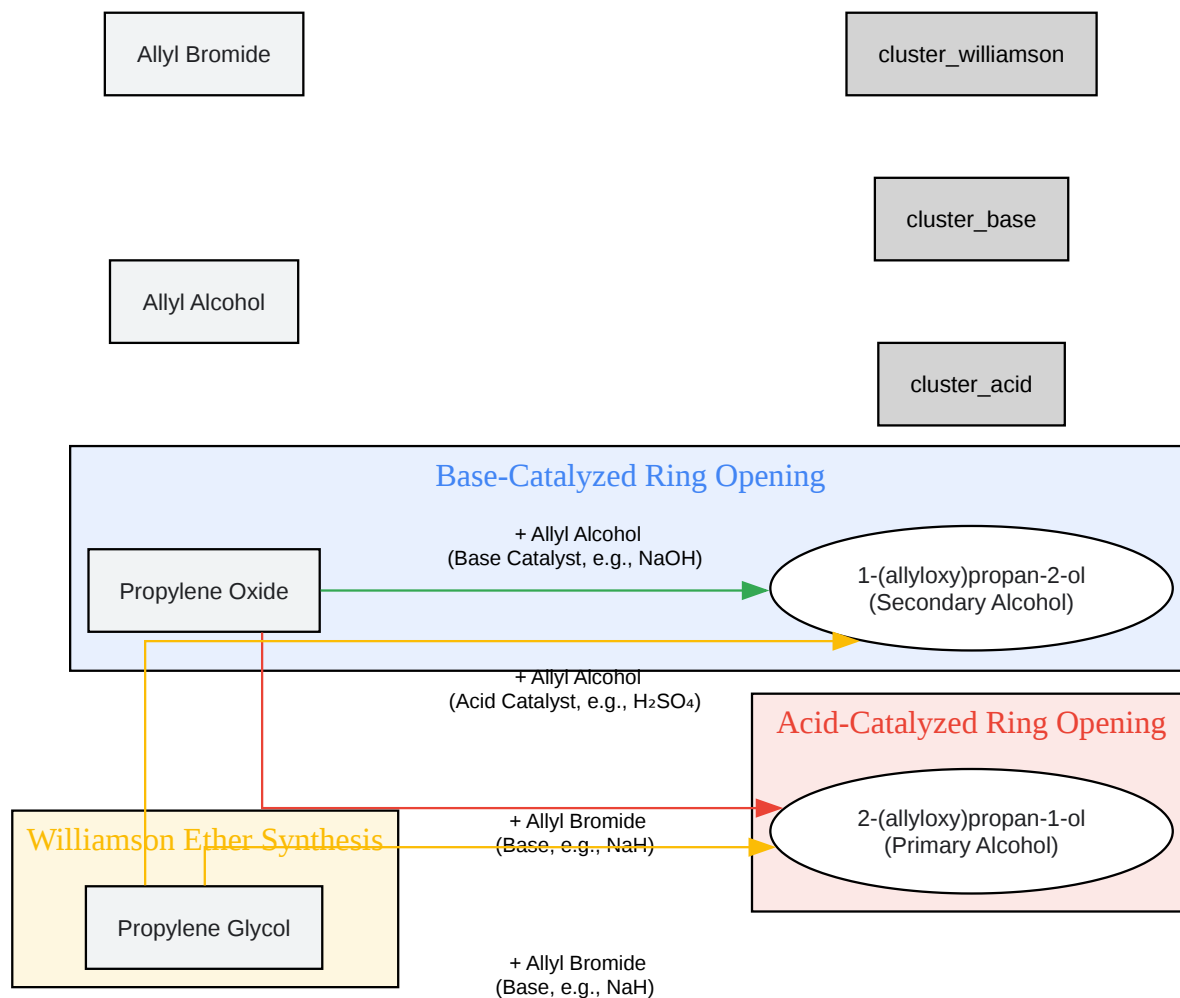 Allyl Bromide
cluster_williamson
cluster_base
Allyl Alcohol
cluster_acid
Base-Catalyzed Ring Opening
+ Allyl Alcohol
(Base Catalyst, e.g., NaOH)
Propylene Oxide
1-(allyloxy)propan-2-ol
(Secondary Alcohol)
+ Allyl Alcohol
(Acid Catalyst, e.g., H₂SO₄)
Acid-Catalyzed Ring Opening
Williamson Ether Synthesis
+ Allyl Bromide
(Base, e.g., NaH)
2-(allyloxy)propan-1-ol
(Primary Alcohol)
Propylene Glycol
+ Allyl Bromide
(Base, e.g., NaH)